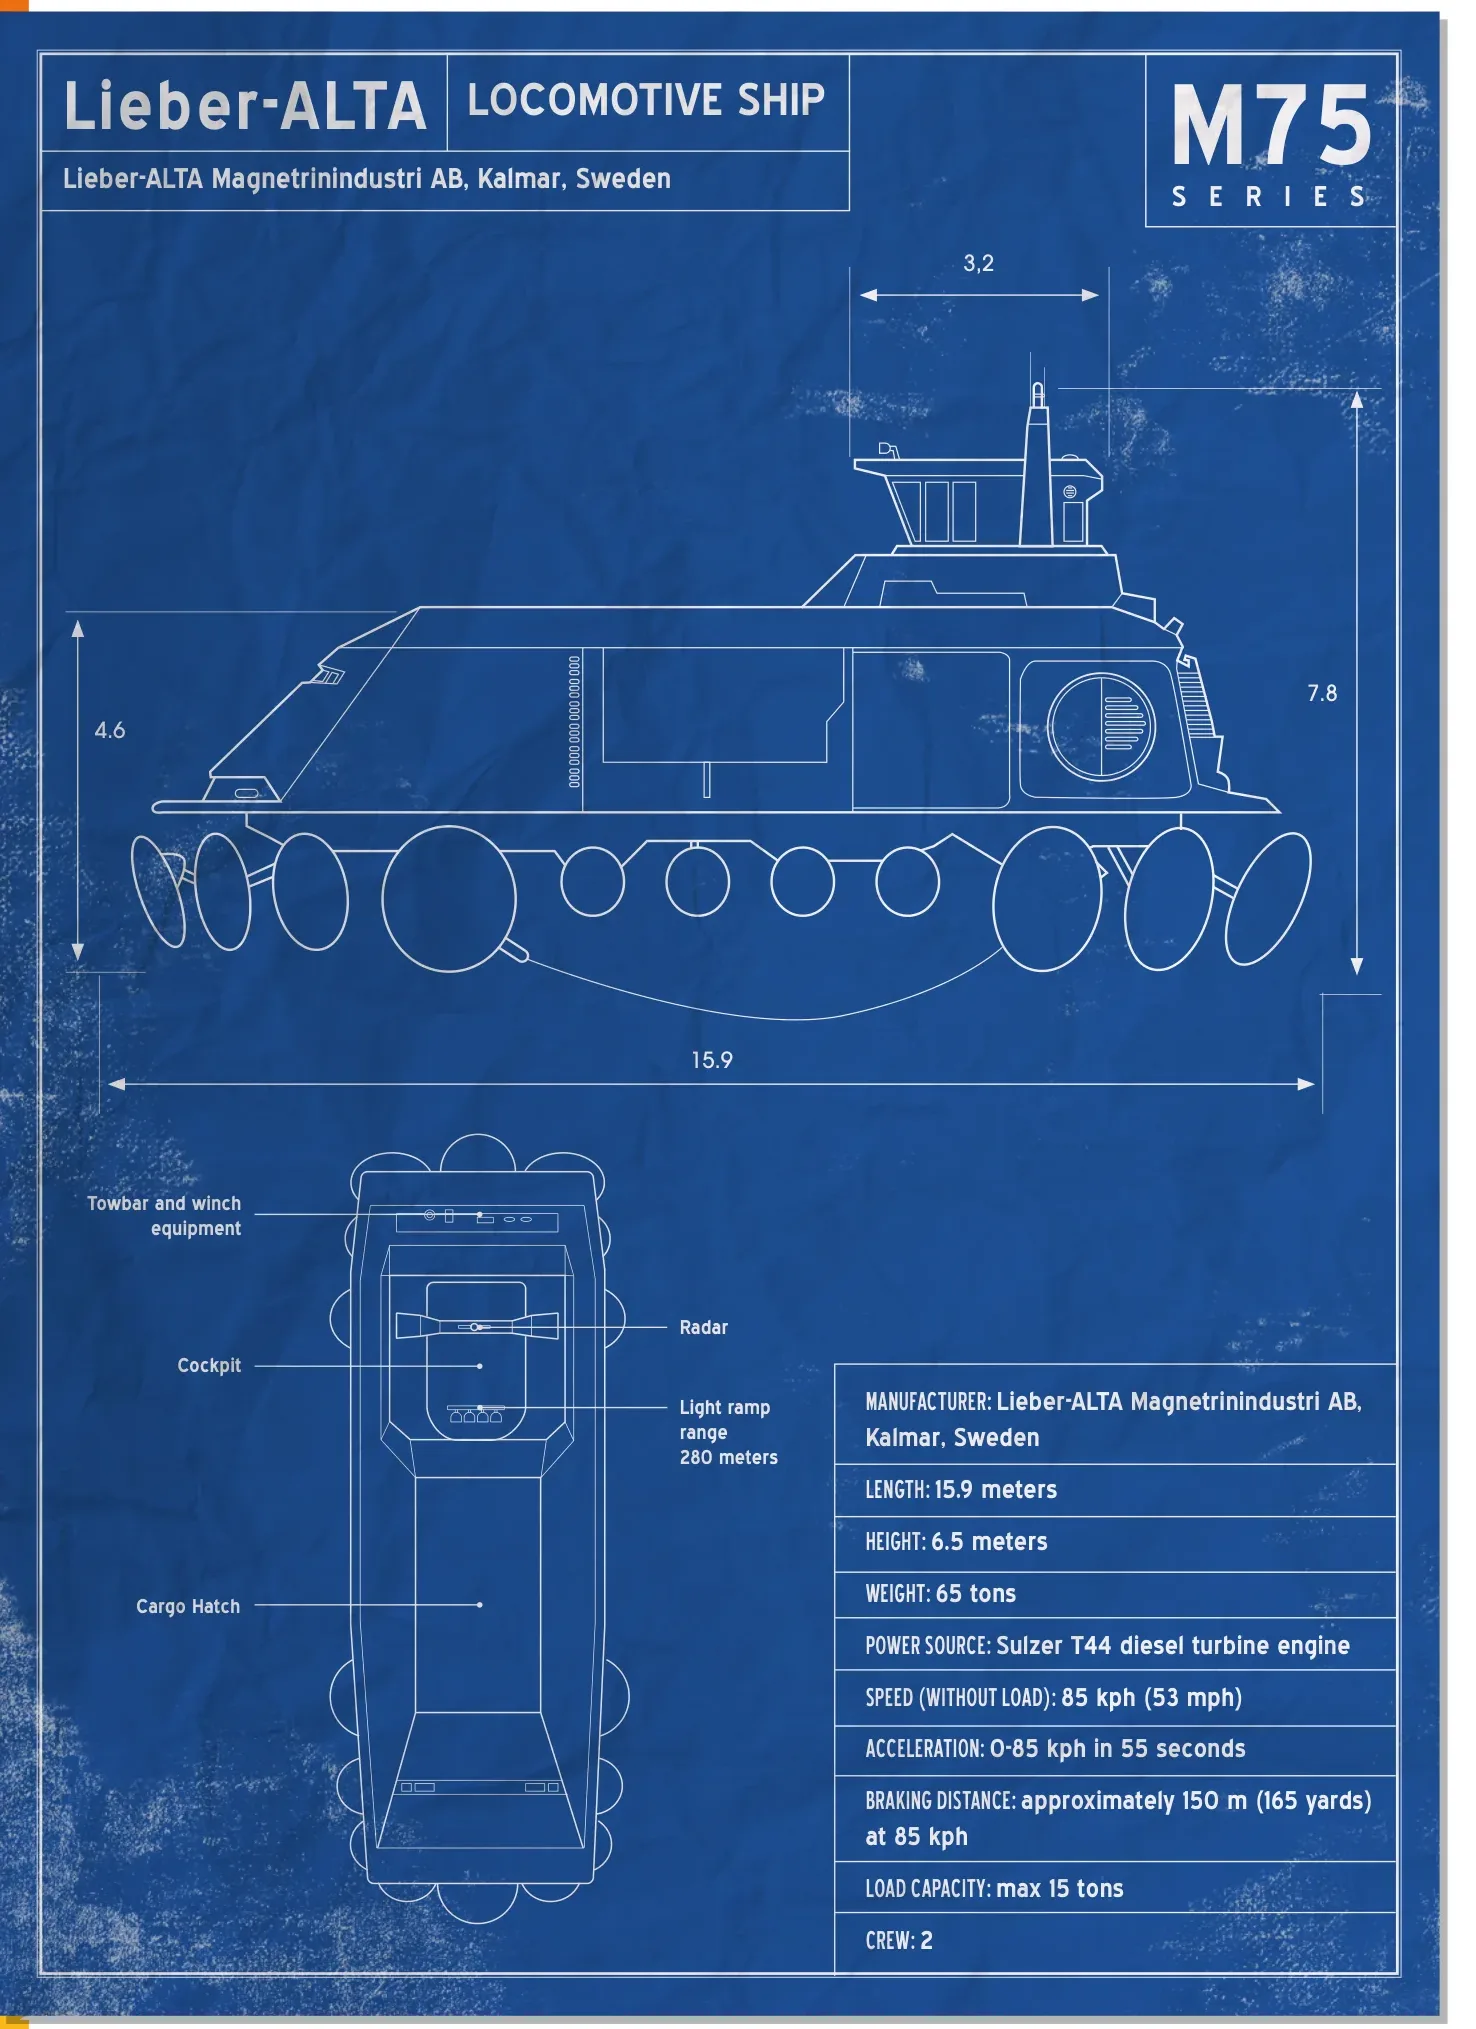 Lieber-ALTA
LOCOMOTIVE SHIP
Lieber-ALTA Magnetrinindustri AB, Kalmar, Sweden
M75
SERIES
3,2
4.6
7.8
15.9
Towbar and winch
equipment
Radar
Cockpit
Light ramp
range
280 meters
Cargo Hatch
MANUFACTURER: Lieber-ALTA Magnetrinindustri AB,
Kalmar, Sweden
LENGTH: 15.9 meters
HEIGHT: 6.5 meters
WEIGHT: 65 tons
POWER SOURCE: Sulzer T44 diesel turbine engine
SPEED (WITHOUT LOAD): 85 kph (53 mph)
ACCELERATION: 0-85 kph in 55 seconds
BRAKING DISTANCE: approximately 150 m (165 yards)
at 85 kph
LOAD CAPACITY: max 15 tons
CREW: 2